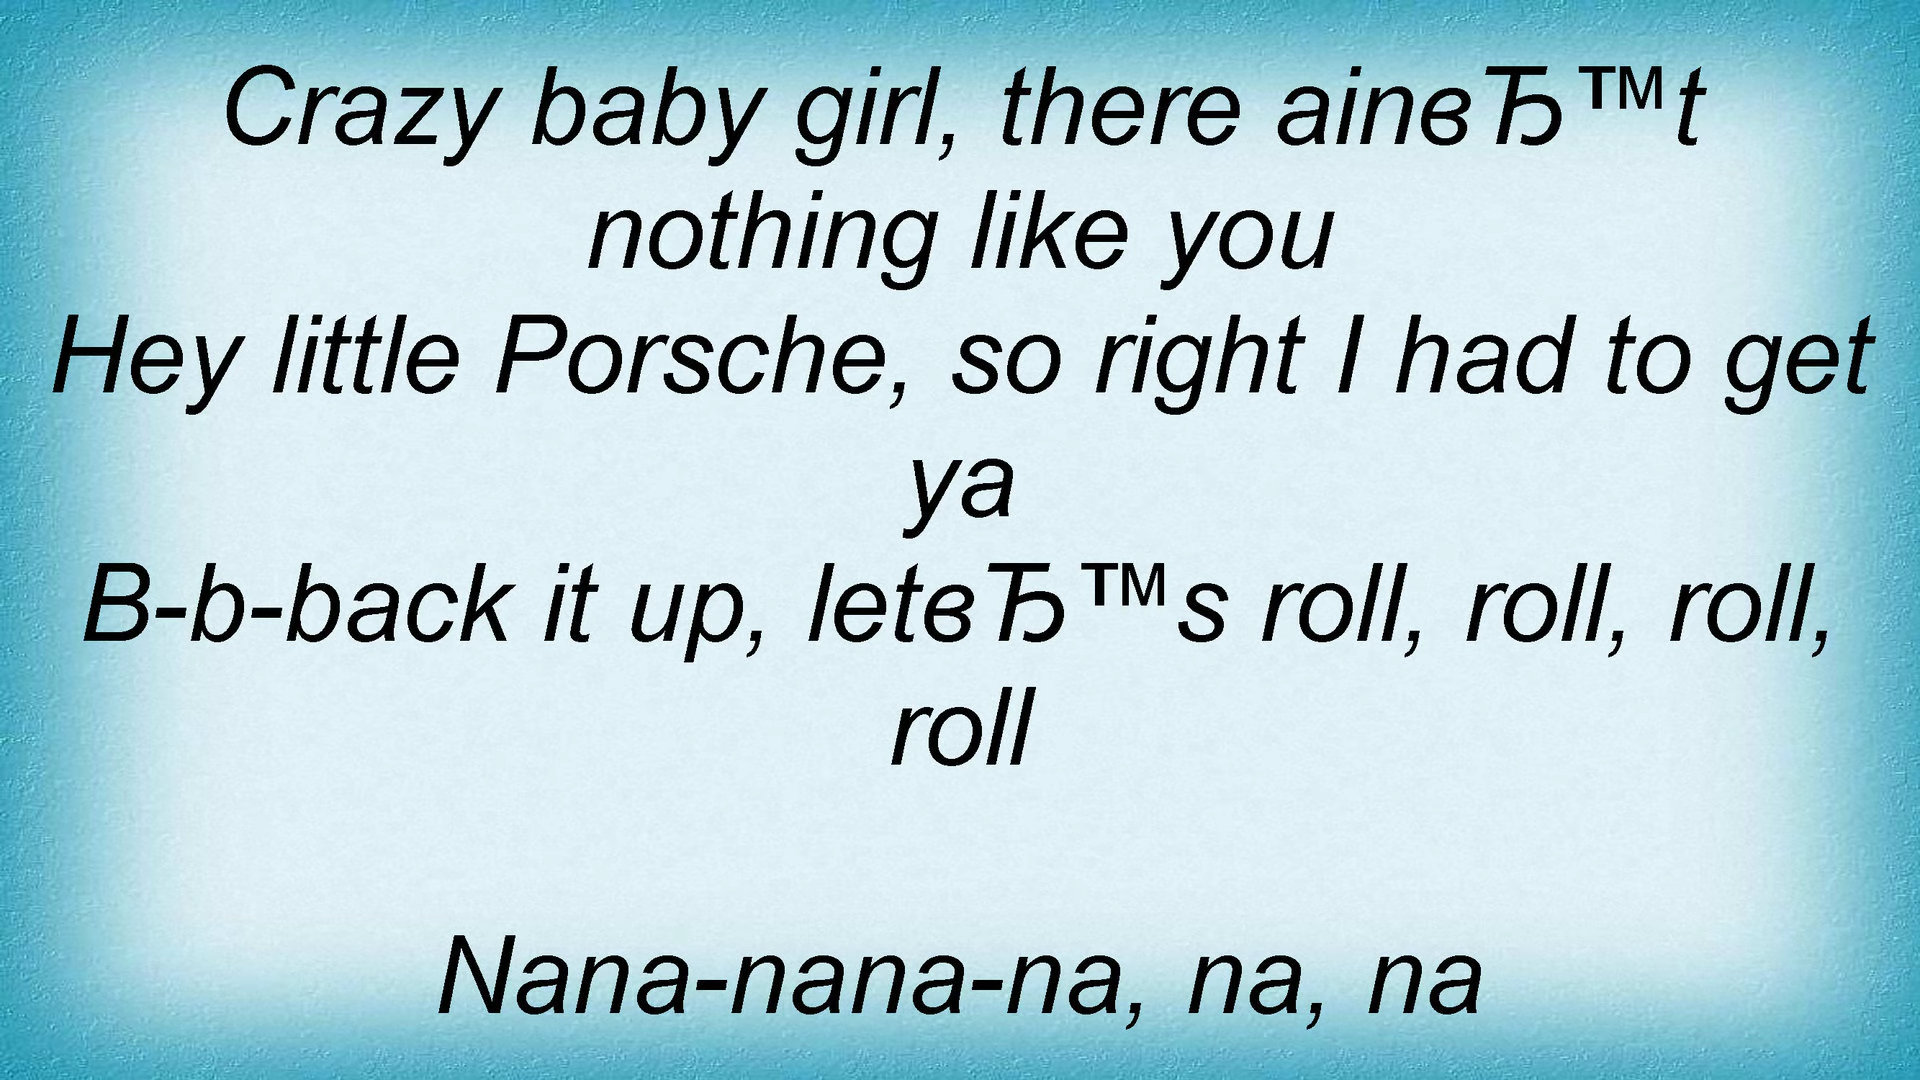 Crazy baby girl, there ainвЂ™t
nothing like you
Hey little Porsche, so right I had to get
ya
B-b-back it up, letвЂ™s roll, roll, roll,
roll
Nana-nana-na, na, na